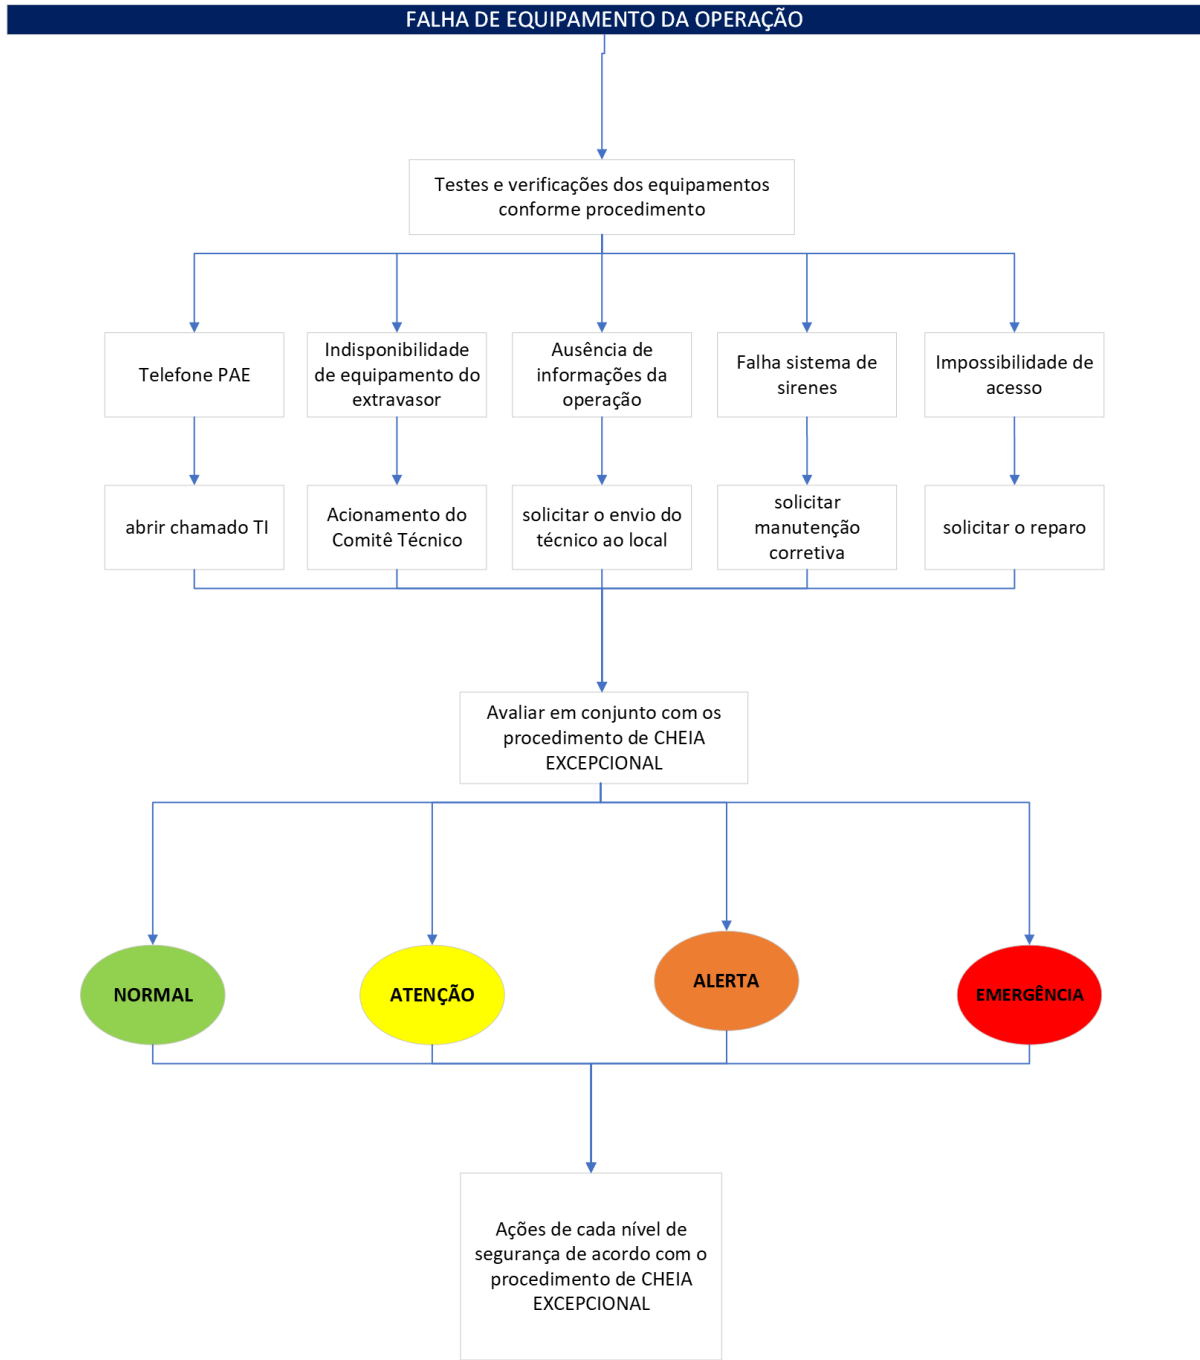 FALHA DE EQUIPAMENTO DA OPERAÇÃO
Testes e verificações dos equipamentos
conforme procedimento
Telefone PAE
Indisponibilidade
de equipamento do
extravasor
Ausência de
informações da
operação
Falha sistema de
sirenes
Impossibilidade de
acesso
abrir chamado TI
Acionamento do
Comitê Técnico
solicitar o envio do
técnico ao local
solicitar
manutenção
corretiva
solicitar o reparo
Avaliar em conjunto com os
procedimento de CHEIA
EXCEPCIONAL
NORMAL
ATENÇÃO
ALERTA
EMERGÊNCIA
Ações de cada nível de
segurança de acordo com o
procedimento de CHEIA
EXCEPCIONAL